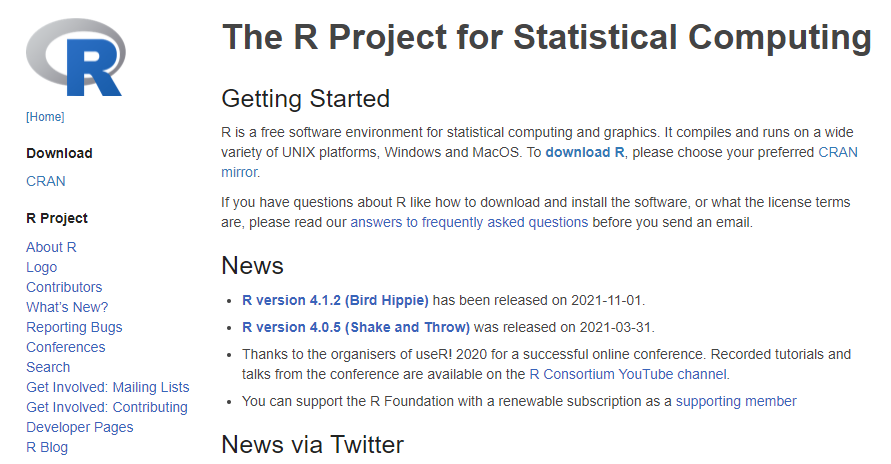 R
[Home]
Download
CRAN
R Project
About R
Logo
Contributors
What's New?
Reporting Bugs
Conferences
Search
Get Involved: Mailing Lists
Get Involved: Contributing
Developer Pages
R Blog
The R Project for Statistical Computing
Getting Started
R is a free software environment for statistical computing and graphics. It compiles and runs on a wide
variety of UNIX platforms, Windows and MacOS. To download R, please choose your preferred CRAN
mirror.
If you have questions about R like how to download and install the software, or what the license terms
are, please read our answers to frequently asked questions before you send an email.
News
• R version 4.1.2 (Bird Hippie) has been released on 2021-11-01.
• R version 4.0.5 (Shake and Throw) was released on 2021-03-31.
• Thanks to the organisers of useR! 2020 for a successful online conference. Recorded tutorials and
talks from the conference are available on the R Consortium YouTube channel.
• You can support the R Foundation with a renewable subscription as a supporting member
News via Twitter